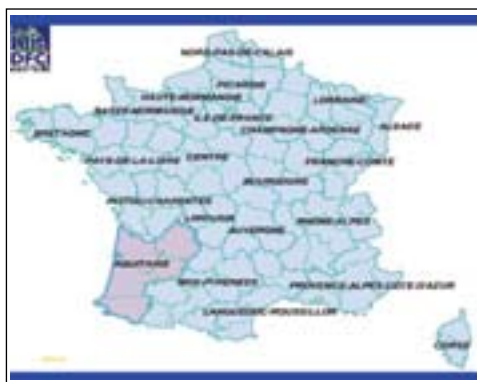 DFCI
NORD-PAS-DE-CALAIS
PICARDIE
HAUTE-NORMANDIE
LORRAINE
BASSE-NORMANDIE
ILE-DE-FRANCE
CHAMPAGNE-ARDENNE
ALSACE
BRETAGNE
PAYS-DE-LA-LOIRE
CENTRE
FRANCHE-COMTE
BOURGOGNE
POITOU-CHARENTES
LIMOUSIN
RHONE-ALPES
AUVERGNE
AQUITAINE
MIDI-PYRENEES
PROVENCE-ALPES-COTE-D'AZUR
LANGUEDOC-ROUSSILLON
CORSE